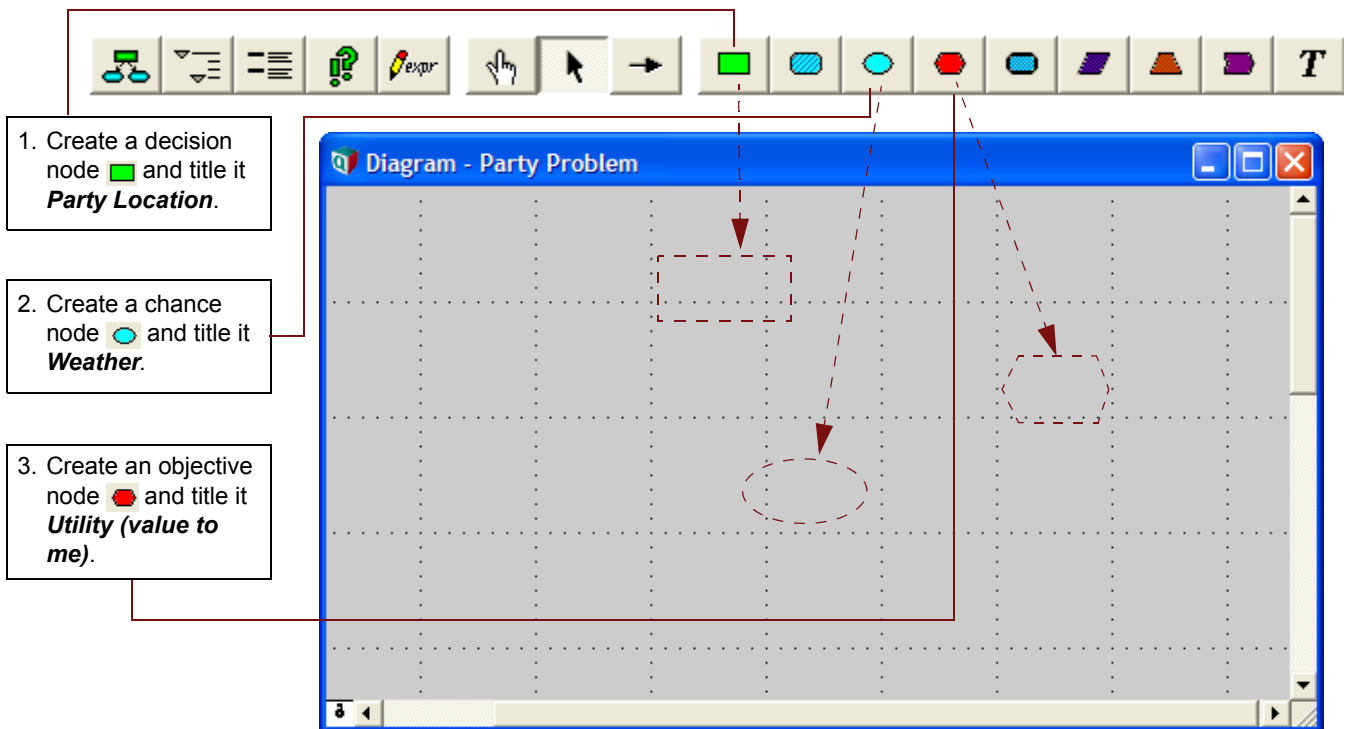 expr
T
1. Create a decision
node and title it
Party Location.
2. Create a chance
node and title it
Weather.
3. Create an objective
node and title it
Utility (value to
me).
Diagram - Party Problem